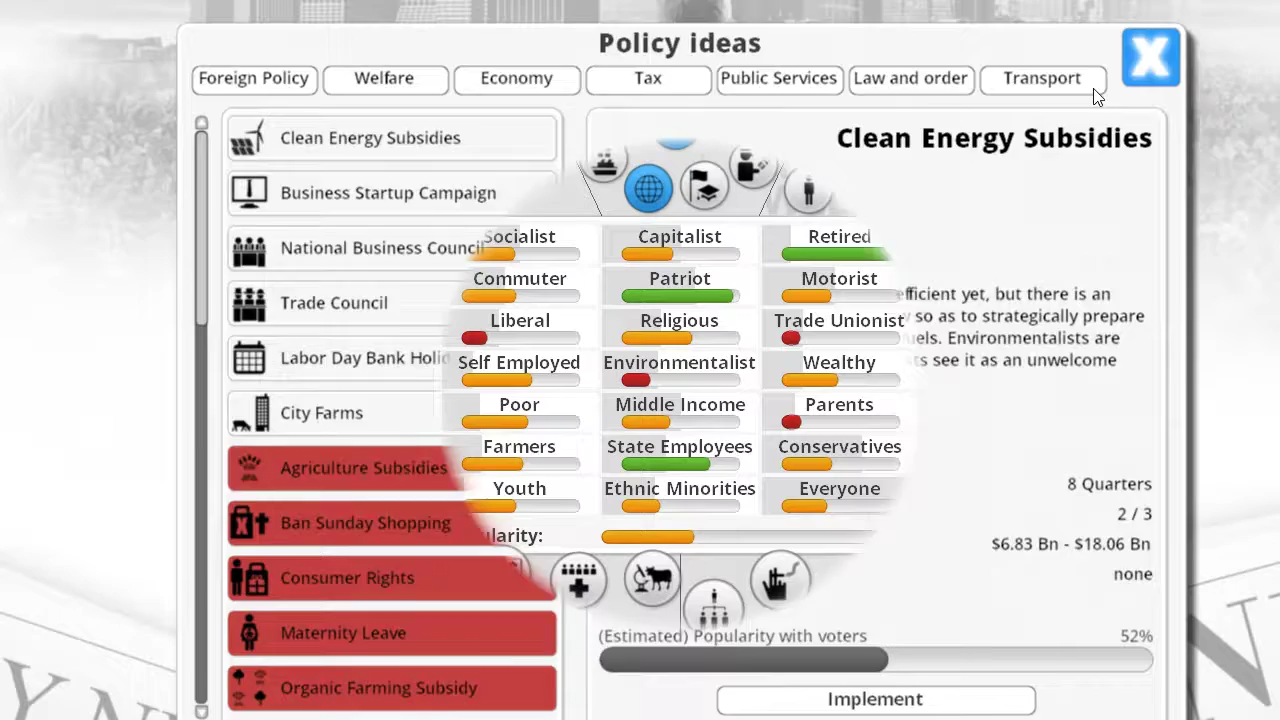 Policy ideas
X
Foreign Policy Welfare Economy Tax Public Services Law and order Transport
Clean Energy Subsidies
Business Startup Campaign
National Business Council
Trade Council
Labor Day Bank Holi
City Farms
Agriculture Subsidies
Ban Sunday Shopping
Consumer Rights
Maternity Leave
Organic Farming Subsidy
Clean Energy Subsidies
Socialist Capitalist Retired
Commuter Patriot Motorist
Liberal Religious Trade Unionist
Self Employed Environmentalist Wealthy
Poor Middle Income Parents
Farmers State Employees Conservatives
Youth Ethnic Minorities Everyone
ularity:
efficient yet, but there is an
so as to strategically prepare
uels. Environmentalists are
ts see it as an unwelcome
8 Quarters
2 / 3
$6.83 Bn - $18.06 Bn
none
(Estimated) Popularity with voters 52%
Implement